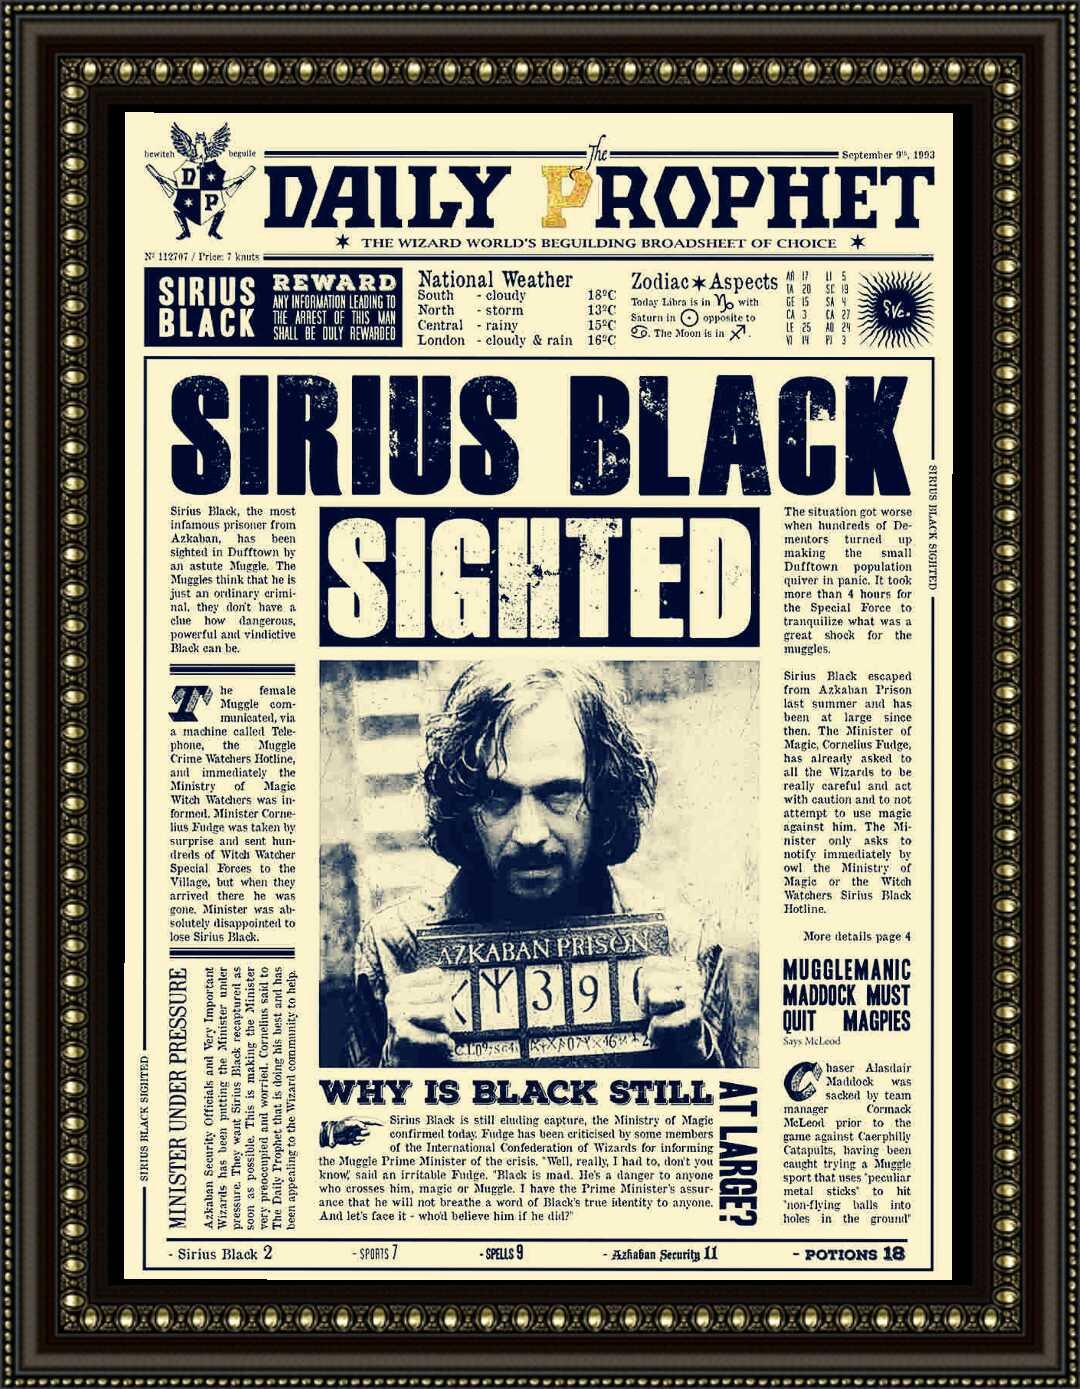 bewitch beguile
D
P
The
DAILY PROPHET
September 9th, 1993
★ THE WIZARD WORLD'S BEGUILDING BROADSHEET OF CHOICE ★
Nº 112707 / Price: 7 knuts
SIRIUS
BLACK
REWARD
ANY INFORMATION LEADING TO
THE ARREST OF THIS MAN
SHALL BE DULY REWARDED
National Weather
South - cloudy 18ºC
North - storm 13ºC
Central - rainy 15ºC
London - cloudy & rain 16ºC
Zodiac ★ Aspects
Today Libra is in ♑ with
Saturn in ☉ opposite to
♋. The Moon is in ♐.
AR 17 LI 5
TA 20 SC 19
GE 15 SA 4
CA 3 CA 27
LE 25 AQ 24
VI 14 PI 3
SIRIUS BLACK
SIGHTED
Sirius Black, the most
infamous prisoner from
Azkaban, has been
sighted in Dufftown by
an astute Muggle. The
Muggles think that he is
just an ordinary crimi-
nal, they don't have a
clue how dangerous,
powerful and vindictive
Black can be.
The female
Muggle com-
municated, via
a machine called Tele-
phone, the Muggle
Crime Watchers Hotline,
and immediately the
Ministry of Magic
Witch Watchers was in-
formed. Minister Corne-
lius Fudge was taken by
surprise and sent hun-
dreds of Witch Watcher
Special Forces to the
Village, but when they
arrived there he was
gone. Minister was ab-
solutely disappointed to
lose Sirius Black.
MINISTER UNDER PRESSURE
Azkaban Security Officials and Very Important
Wizards has been putting the Minister under
pressure. They want Sirius Black recaptured as
soon as possible. This is making the Minister
very preoccupied and worried. Cornelius said to
The Daily Prophet that is doing his best and has
been appealing to the Wizard community to help.
SIRIUS BLACK SIGHTED
AZKABAN PRISON
390
WHY IS BLACK STILL
AT LARGE?
Sirius Black is still eluding capture, the Ministry of Magic
confirmed today. Fudge has been criticised by some members
of the International Confederation of Wizards for informing
the Muggle Prime Minister of the crisis. "Well, really, I had to, don't you
know', said an irritable Fudge. "Black is mad. He's a danger to anyone
who crosses him, magic or Muggle. I have the Prime Minister's assur-
ance that he will not breathe a word of Black's true identity to anyone.
And let's face it - who'd believe him if he did?"
The situation got worse
when hundreds of De-
mentors turned up
making the small
Dufftown population
quiver in panic. It took
more than 4 hours for
the Special Force to
tranquilize what was a
great shock for the
muggles.
Sirius Black escaped
from Azkaban Prison
last summer and has
been at large since
then. The Minister of
Magic, Cornelius Fudge,
has already asked to
all the Wizards to be
really careful and act
with caution and to not
attempt to use magic
against him. The Mi-
nister only asks to
notify immediately by
owl the Ministry of
Magic or the Witch
Watchers Sirius Black
Hotline.
More details page 4
MUGGLEMANIC
MADDOCK MUST
QUIT MAGPIES
Says McLeod
Chaser Alasdair
Maddock was
sacked by team
manager Cormack
McLeod prior to the
game against Caerphilly
Catapults, having been
caught trying a Muggle
sport that uses 'peculiar
metal sticks' to hit
'non-flying balls into
holes in the ground'
SIRIUS BLACK SIGHTED
- Sirius Black 2 - SPORTS 7 - SPELLS 9 - Azkaban Security 11 - POTIONS 18